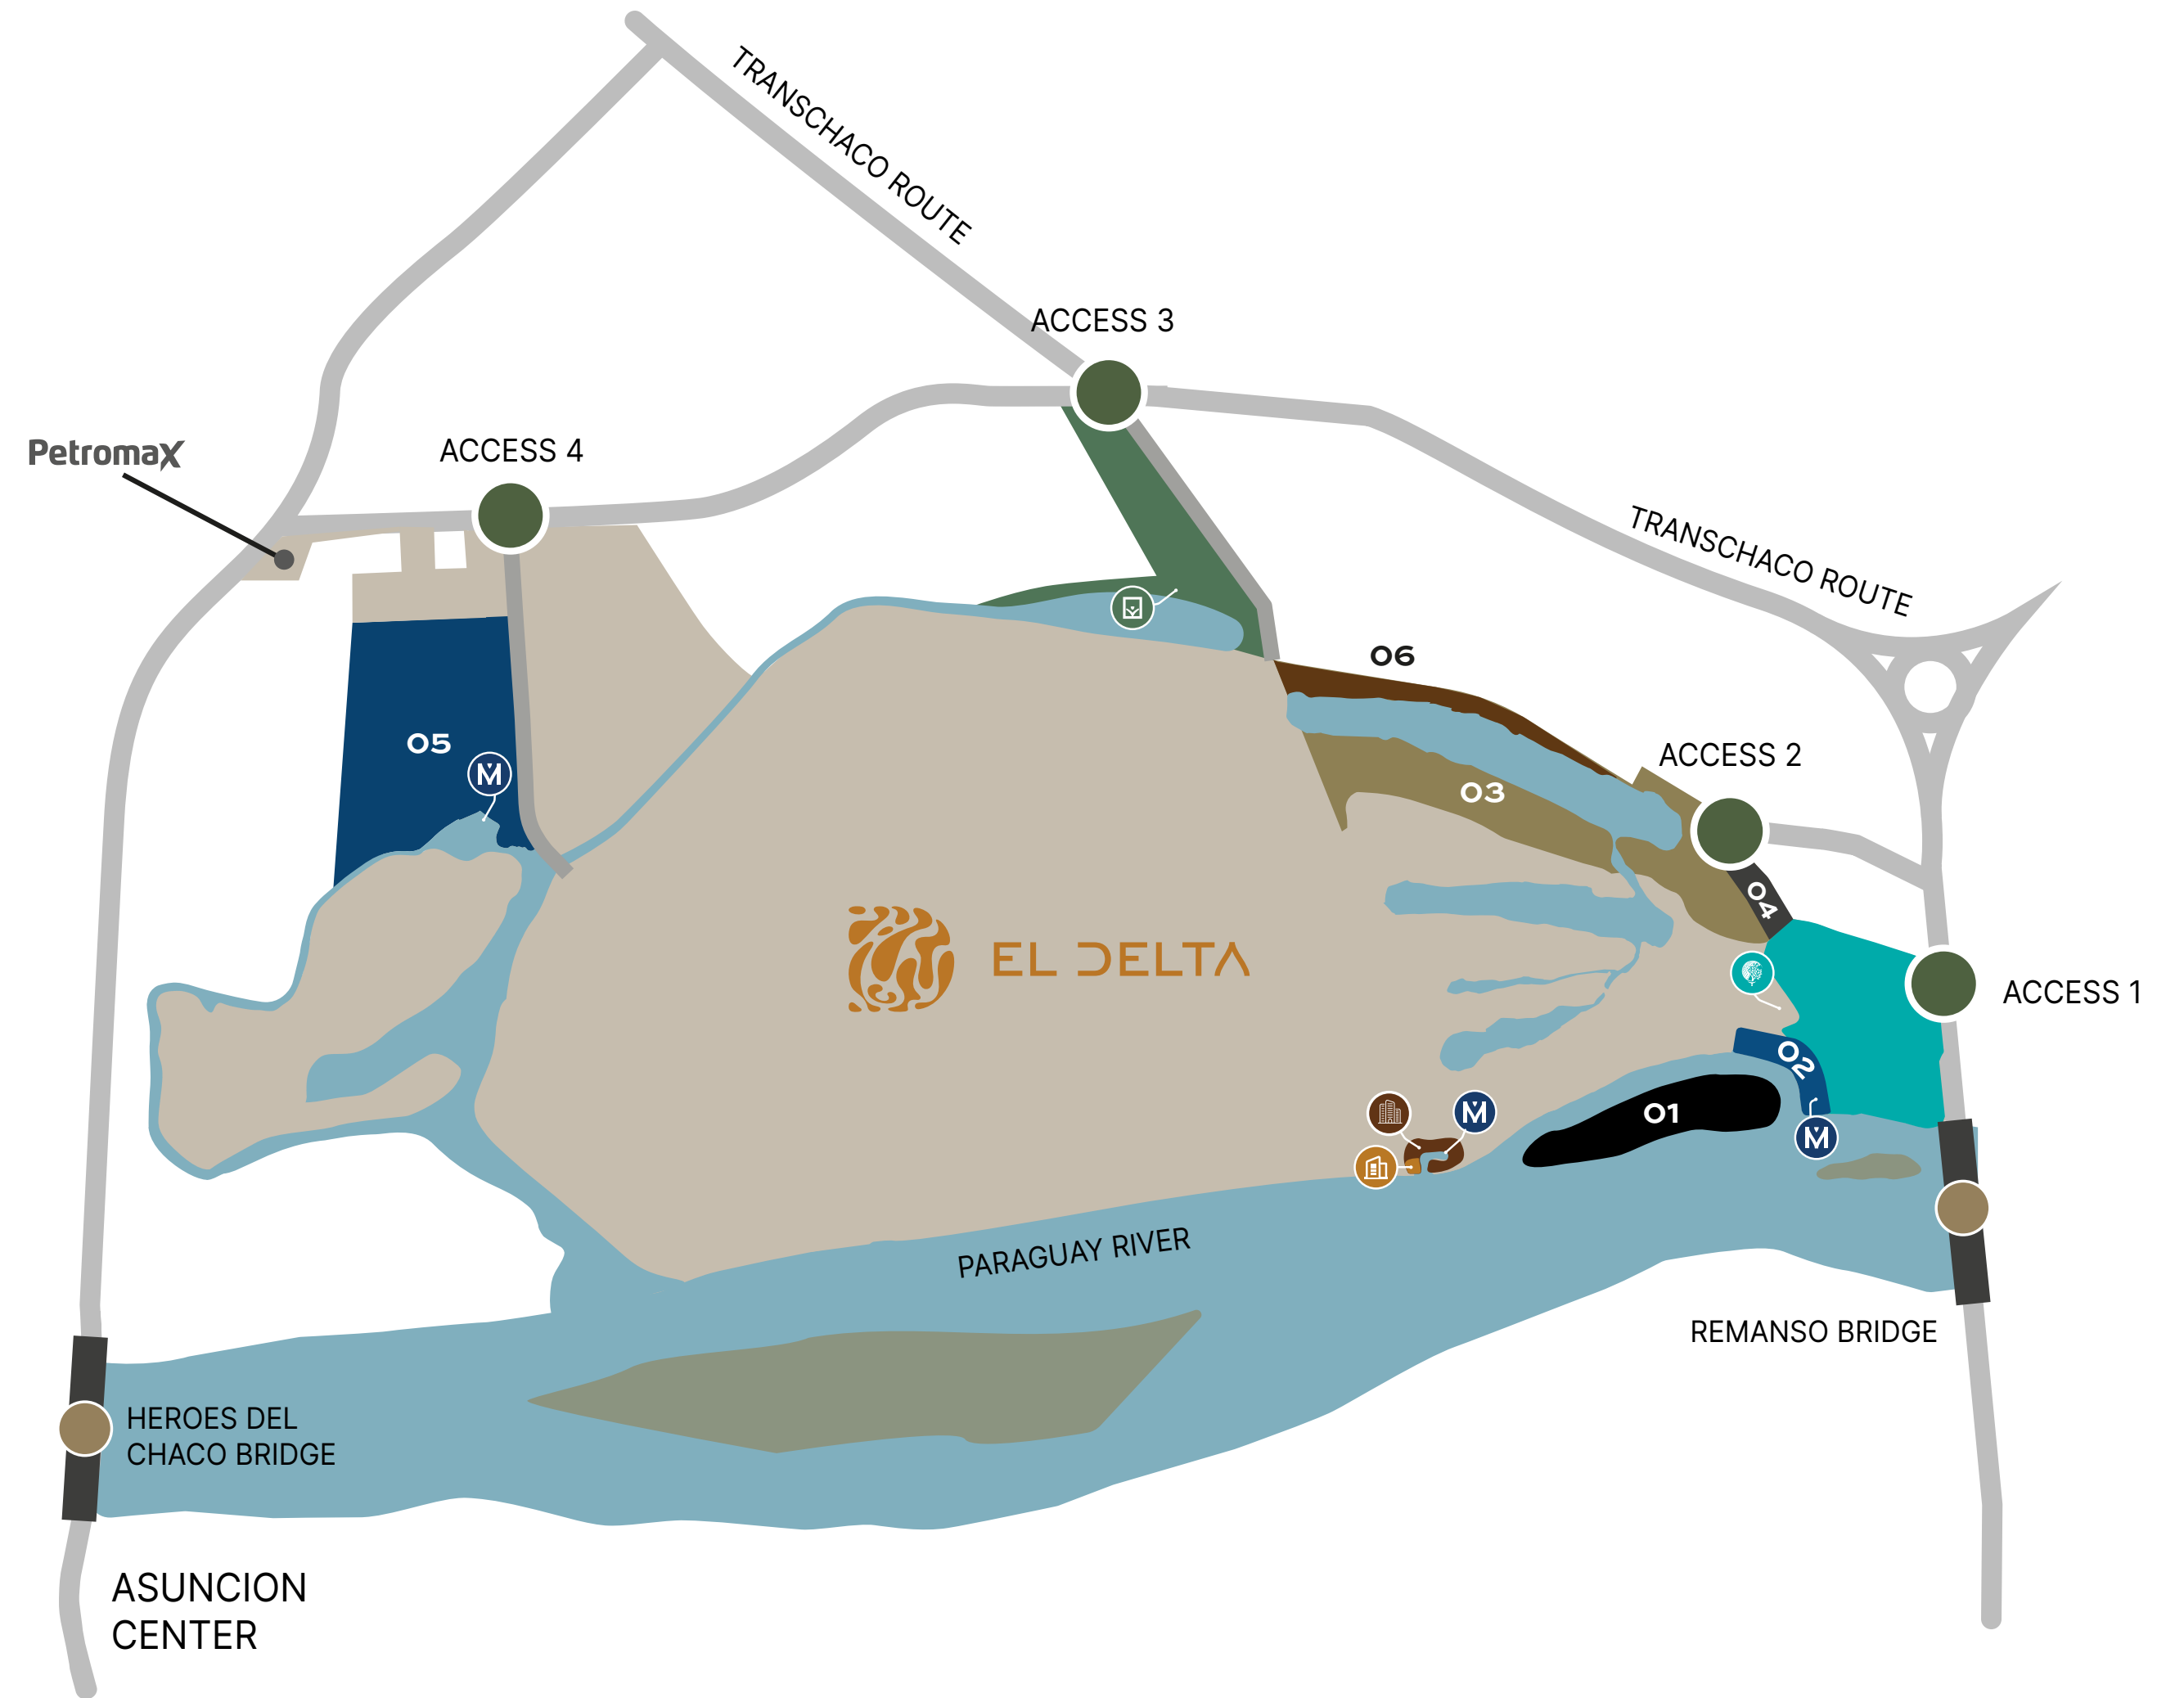 TRANSCHACO ROUTE
ACCESS 3
Petromax
ACCESS 4
TRANSCHACO ROUTE
06
ACCESS 2
05
M
03
04
EL DELTA
ACCESS 1
02
01
M
M
PARAGUAY RIVER
REMANSO BRIDGE
HEROES DEL
CHACO BRIDGE
ASUNCION
CENTER